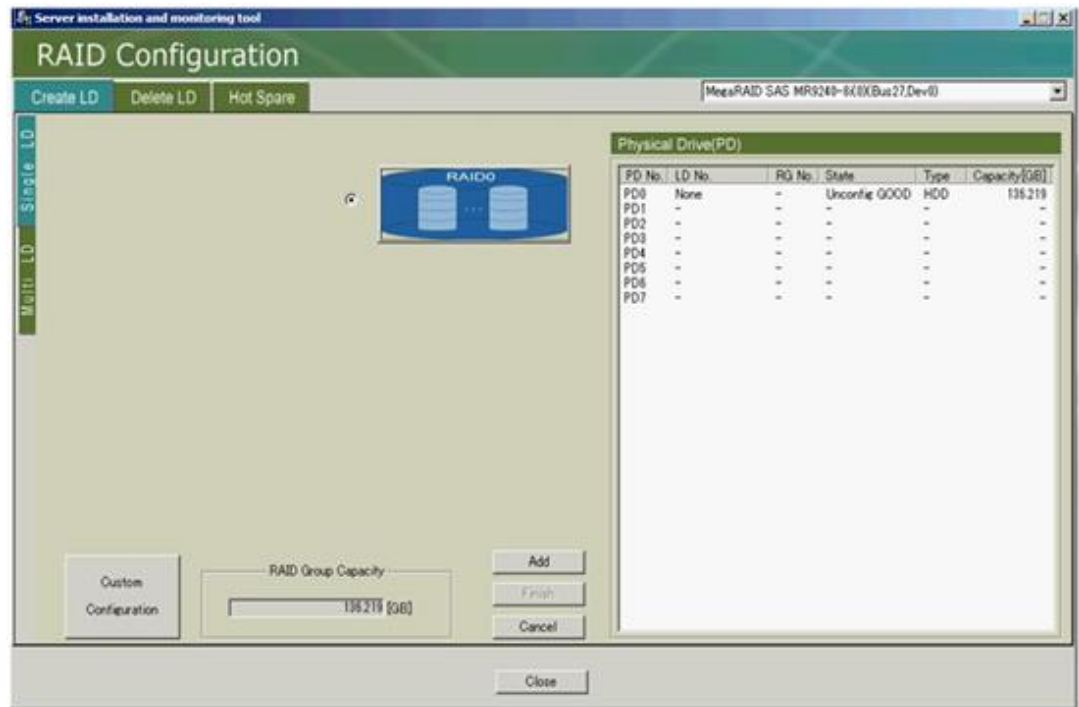 Server installation and monitoring tool
RAID Configuration
Create LD Delete LD Hot Spare
MegaRAID SAS MR9240-8i(0)(Bus27,Dev0)
Single LD
Multi LD
RAID0
Physical Drive(PD)
PD No. LD No. RG No. State Type Capacity[GB]
PD0 None - Unconfig GOOD HDD 136.219
PD1 - - - - -
PD2 - - - - -
PD3 - - - - -
PD4 - - - - -
PD5 - - - - -
PD6 - - - - -
PD7 - - - - -
Custom
Configuration
RAID Group Capacity
136.219 [GB]
Add
Finish
Cancel
Close